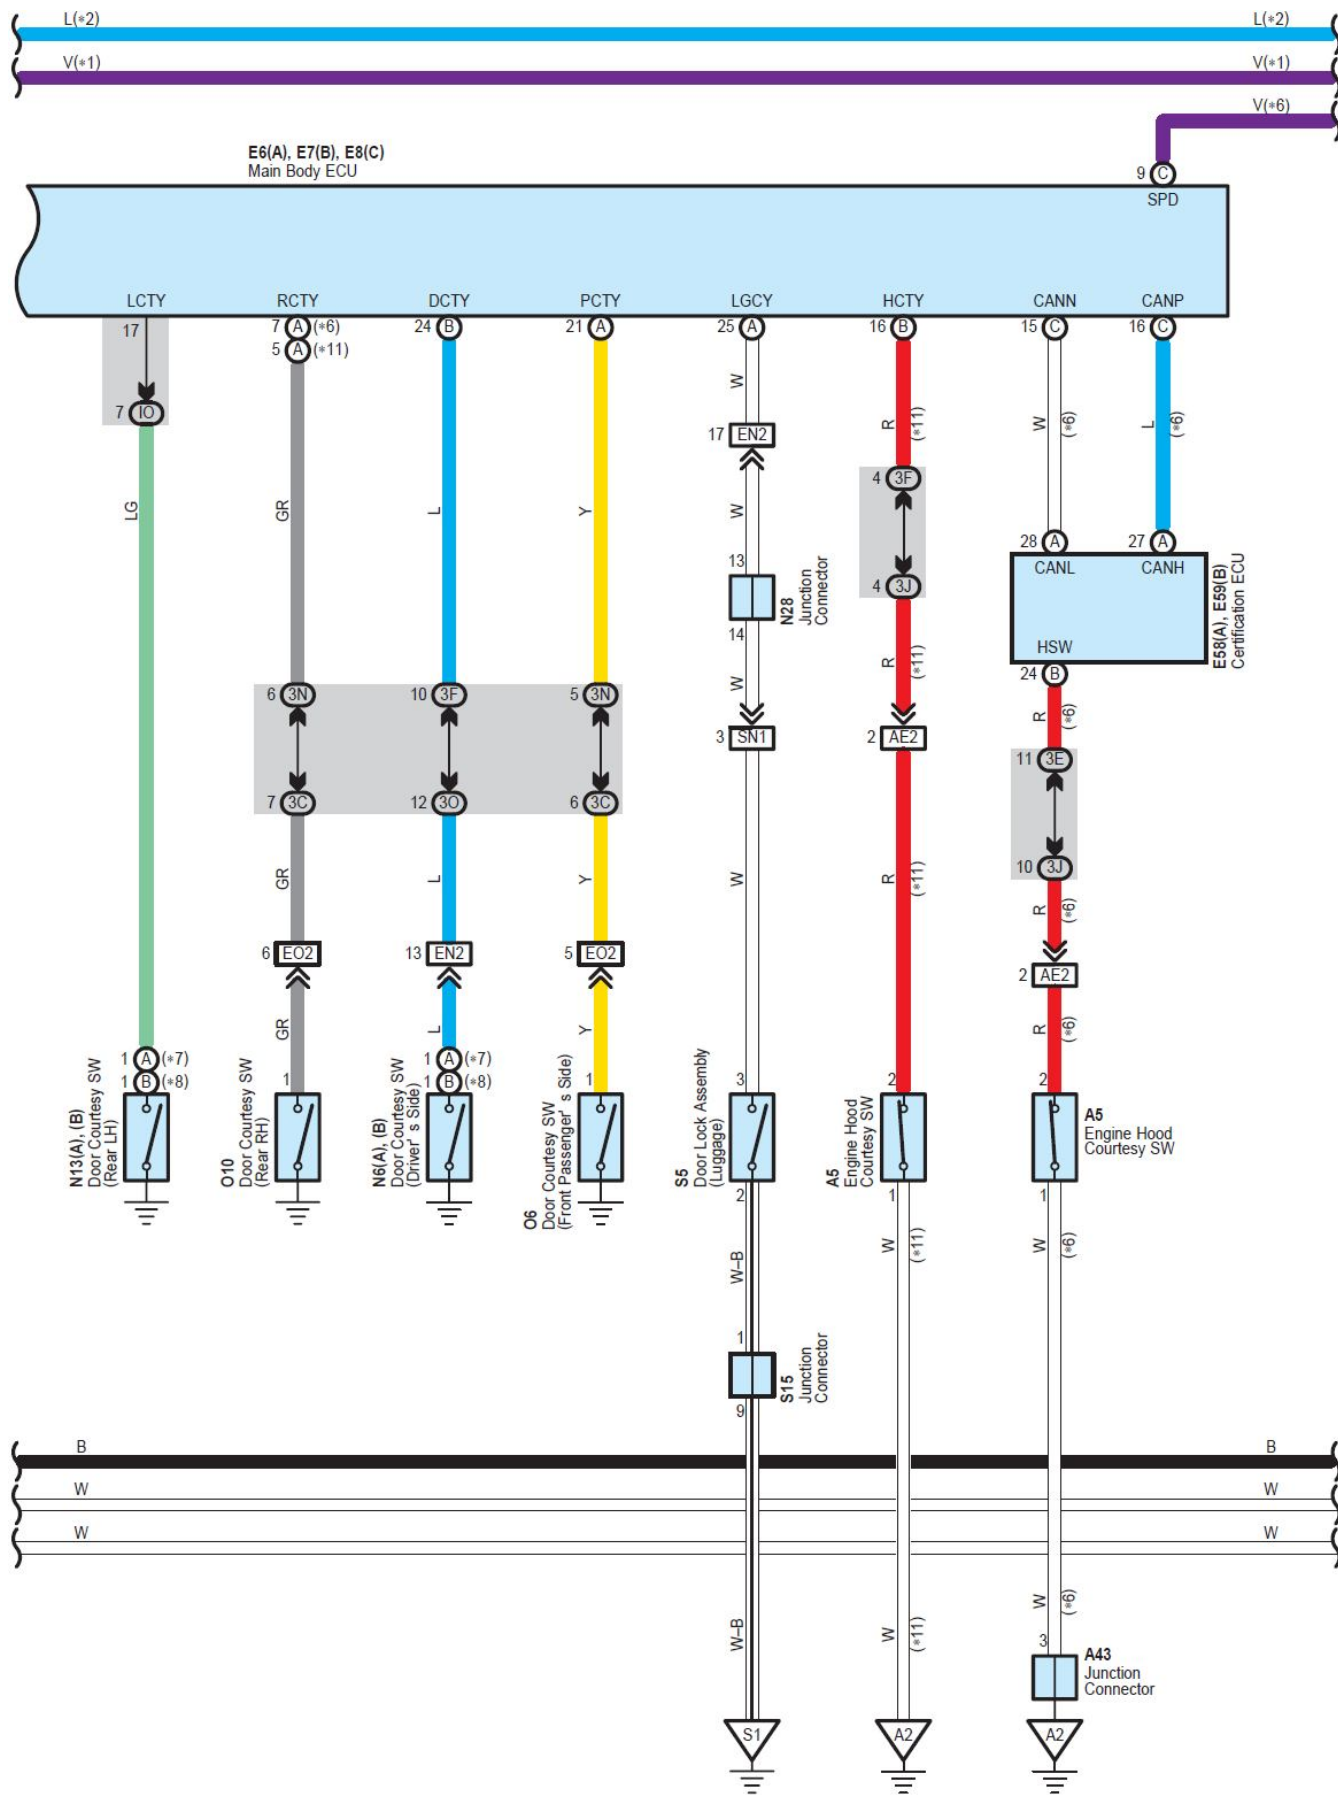 L(*2) L(*2)
V(*1) V(*1)
V(*6)
E6(A), E7(B), E8(C)
Main Body ECU
9 C
SPD
LCTY RCTY DCTY PCTY LGCY HCTY CANN CANP
17 7 A (*6) 24 B 21 A 25 A 16 B 15 C 16 C
5 A (*11)
7 IO
W R (*11) W (*6) L (*6)
17 EN2
4 3F
LG GR L Y W
28 A 27 A
13
CANL CANH
4 3J
N28
Junction
Connector
E58(A), E59(B)
Certification ECU
14
HSW
R (*11)
24 B
W
6 3N 10 3F 5 3N
R (*6)
3 SN1 2 AE2
11 3E
7 3C 12 3O 6 3C
10 3J
GR L Y W R (*11)
R (*6)
6 EO2 13 EN2 5 EO2
2 AE2
GR L Y R (*6)
1 A (*7) 1 A (*7)
1 B (*8) 1 1 B (*8) 1 3 2 2
N13(A), (B)
Door Courtesy SW
(Rear LH)
O10
Door Courtesy SW
(Rear RH)
N6(A), (B)
Door Courtesy SW
(Driver's Side)
O6
Door Courtesy SW
(Front Passenger's Side)
S5
Door Lock Assembly
(Luggage)
A5
Engine Hood
Courtesy SW
A5
Engine Hood
Courtesy SW
2 1 1
W-B W (*11) W (*6)
1
S15
Junction
Connector
9
B B
W W
W W
W-B W (*11) W (*6)
3
A43
Junction
Connector
S1 A2 A2